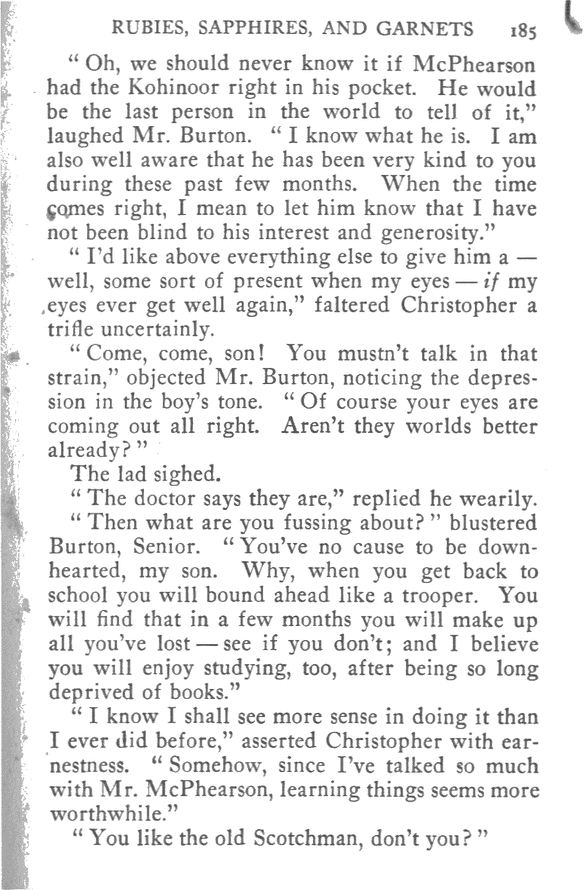 RUBIES, SAPPHIRES, AND GARNETS 185
“ Oh, we should never know it if McPhearson
had the Kohinoor right in his pocket. He would
be the last person in the world to tell of it,”
laughed Mr. Burton. “ I know what he is. I am
also well aware that he has been very kind to you
during these past few months. When the time
comes right, I mean to let him know that I have
not been blind to his interest and generosity.”
“ I’d like above everything else to give him a —
well, some sort of present when my eyes — if my
eyes ever get well again,” faltered Christopher a
trifle uncertainly.
“ Come, come, son! You mustn’t talk in that
strain,” objected Mr. Burton, noticing the depres-
sion in the boy’s tone. “ Of course your eyes are
coming out all right. Aren’t they worlds better
already? ”
The lad sighed.
“ The doctor says they are,” replied he wearily.
“ Then what are you fussing about? ” blustered
Burton, Senior. “ You’ve no cause to be down-
hearted, my son. Why, when you get back to
school you will bound ahead like a trooper. You
will find that in a few months you will make up
all you’ve lost — see if you don’t; and I believe
you will enjoy studying, too, after being so long
deprived of books.”
“ I know I shall see more sense in doing it than
I ever did before,” asserted Christopher with ear-
nestness. “ Somehow, since I’ve talked so much
with Mr. McPhearson, learning things seems more
worthwhile.”
“ You like the old Scotchman, don’t you? ”